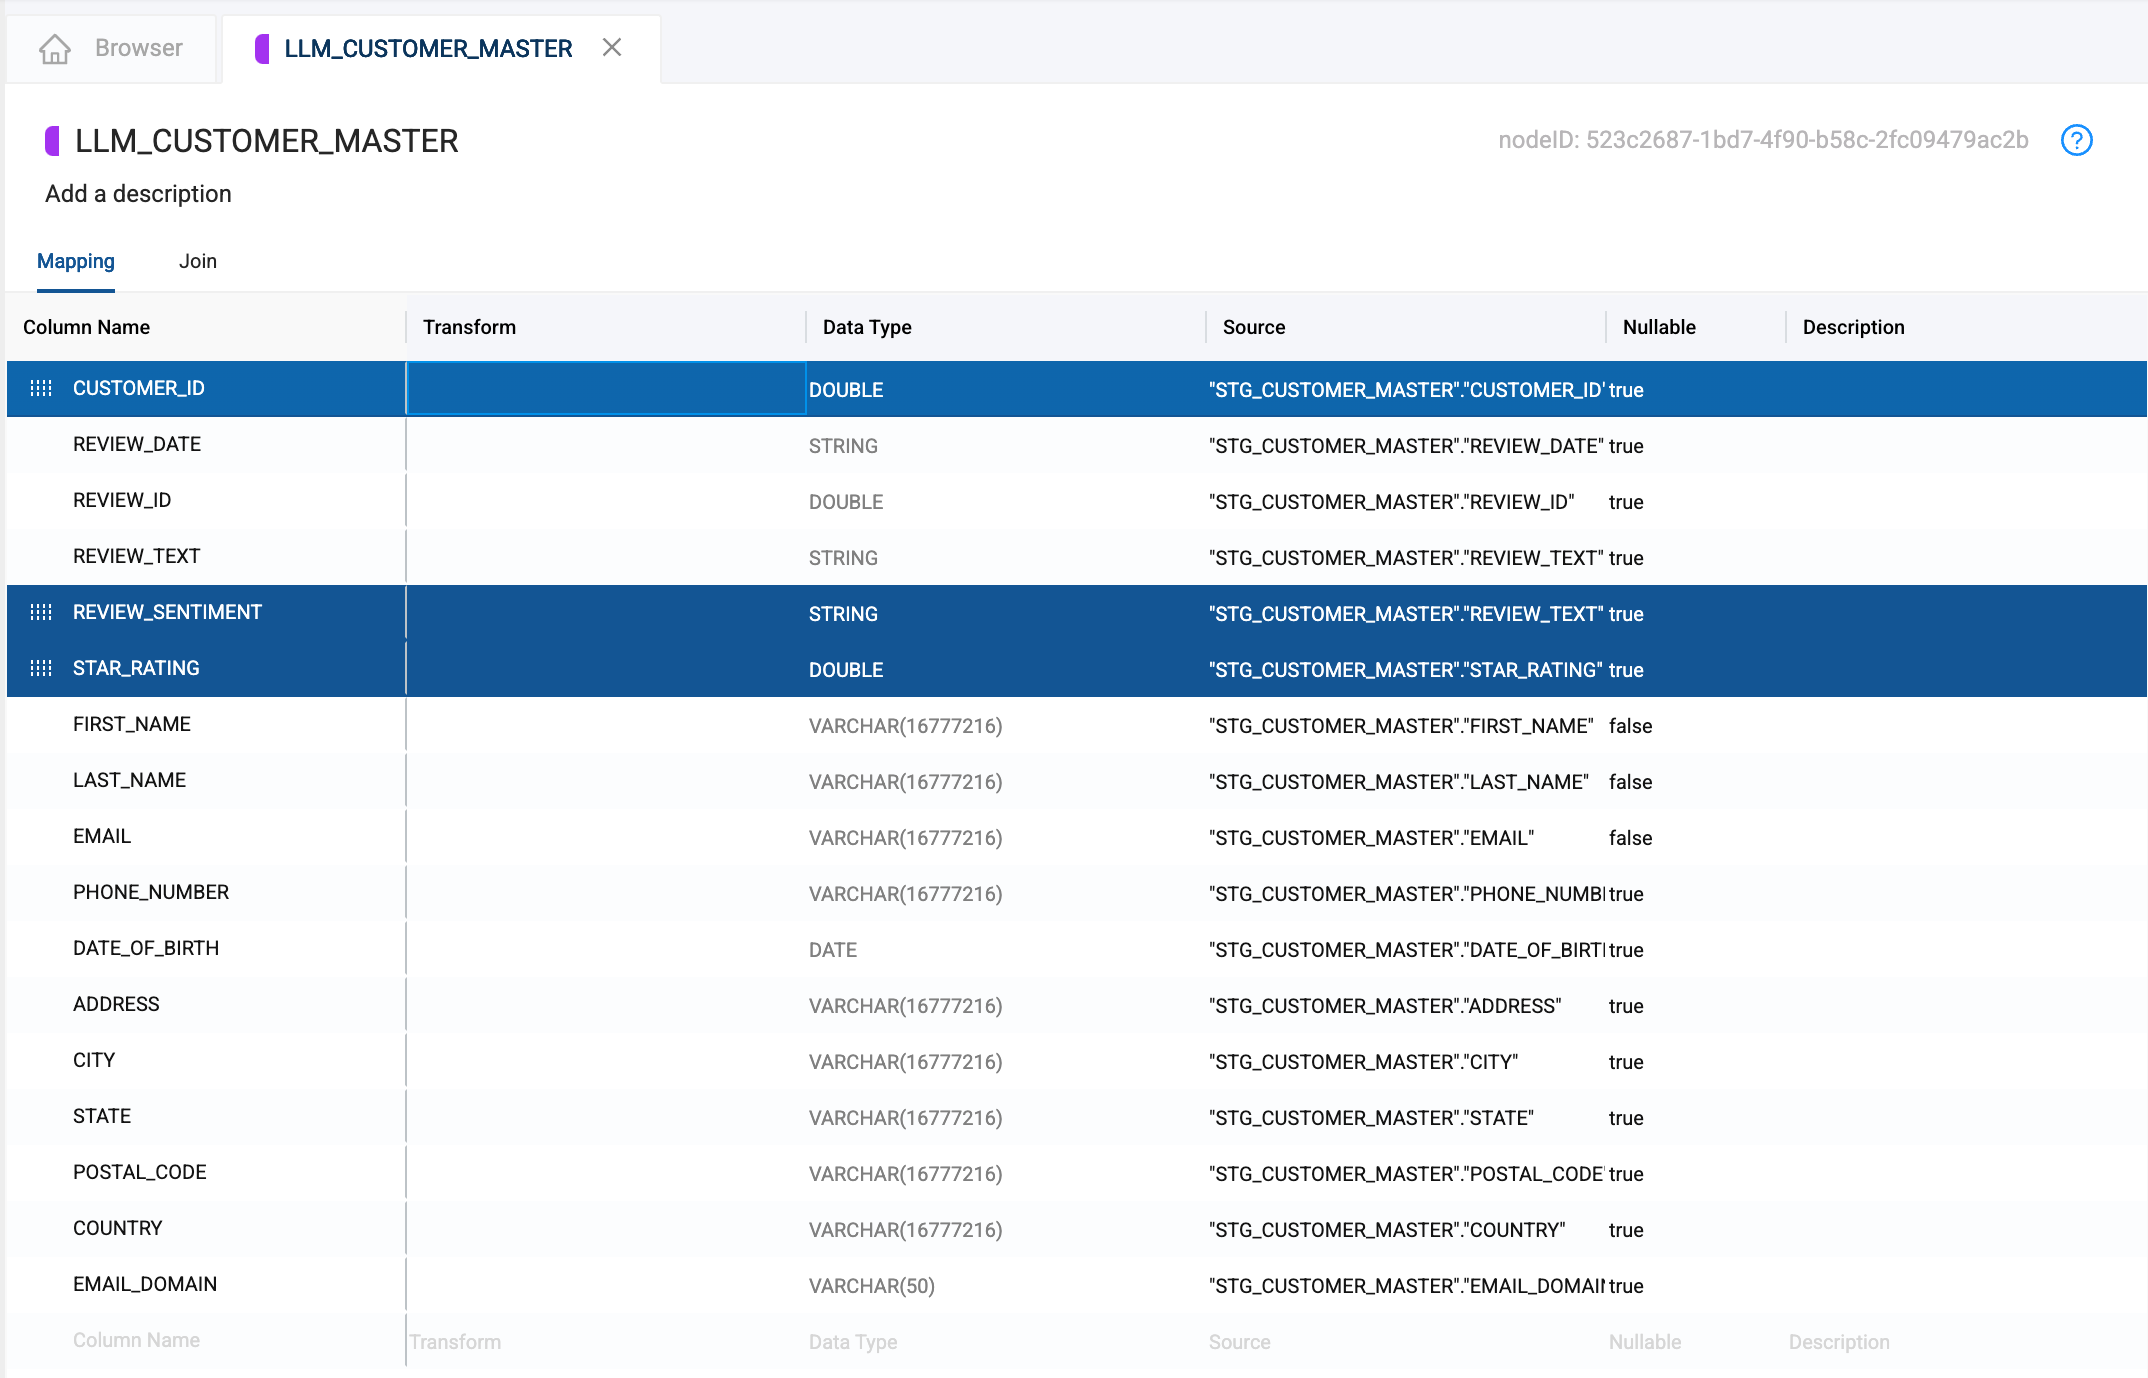 Browser LLM_CUSTOMER_MASTER
LLM_CUSTOMER_MASTER nodeID: 523c2687-1bd7-4f90-b58c-2fc09479ac2b ?
Add a description
Mapping Join
Column Name Transform Data Type Source Nullable Description
CUSTOMER_ID DOUBLE "STG_CUSTOMER_MASTER"."CUSTOMER_ID" true
REVIEW_DATE STRING "STG_CUSTOMER_MASTER"."REVIEW_DATE" true
REVIEW_ID DOUBLE "STG_CUSTOMER_MASTER"."REVIEW_ID" true
REVIEW_TEXT STRING "STG_CUSTOMER_MASTER"."REVIEW_TEXT" true
REVIEW_SENTIMENT STRING "STG_CUSTOMER_MASTER"."REVIEW_TEXT" true
STAR_RATING DOUBLE "STG_CUSTOMER_MASTER"."STAR_RATING" true
FIRST_NAME VARCHAR(16777216) "STG_CUSTOMER_MASTER"."FIRST_NAME" false
LAST_NAME VARCHAR(16777216) "STG_CUSTOMER_MASTER"."LAST_NAME" false
EMAIL VARCHAR(16777216) "STG_CUSTOMER_MASTER"."EMAIL" false
PHONE_NUMBER VARCHAR(16777216) "STG_CUSTOMER_MASTER"."PHONE_NUMB true
DATE_OF_BIRTH DATE "STG_CUSTOMER_MASTER"."DATE_OF_BIRT true
ADDRESS VARCHAR(16777216) "STG_CUSTOMER_MASTER"."ADDRESS" true
CITY VARCHAR(16777216) "STG_CUSTOMER_MASTER"."CITY" true
STATE VARCHAR(16777216) "STG_CUSTOMER_MASTER"."STATE" true
POSTAL_CODE VARCHAR(16777216) "STG_CUSTOMER_MASTER"."POSTAL_CODE" true
COUNTRY VARCHAR(16777216) "STG_CUSTOMER_MASTER"."COUNTRY" true
EMAIL_DOMAIN VARCHAR(50) "STG_CUSTOMER_MASTER"."EMAIL_DOMAI true
Column Name Transform Data Type Source Nullable Description